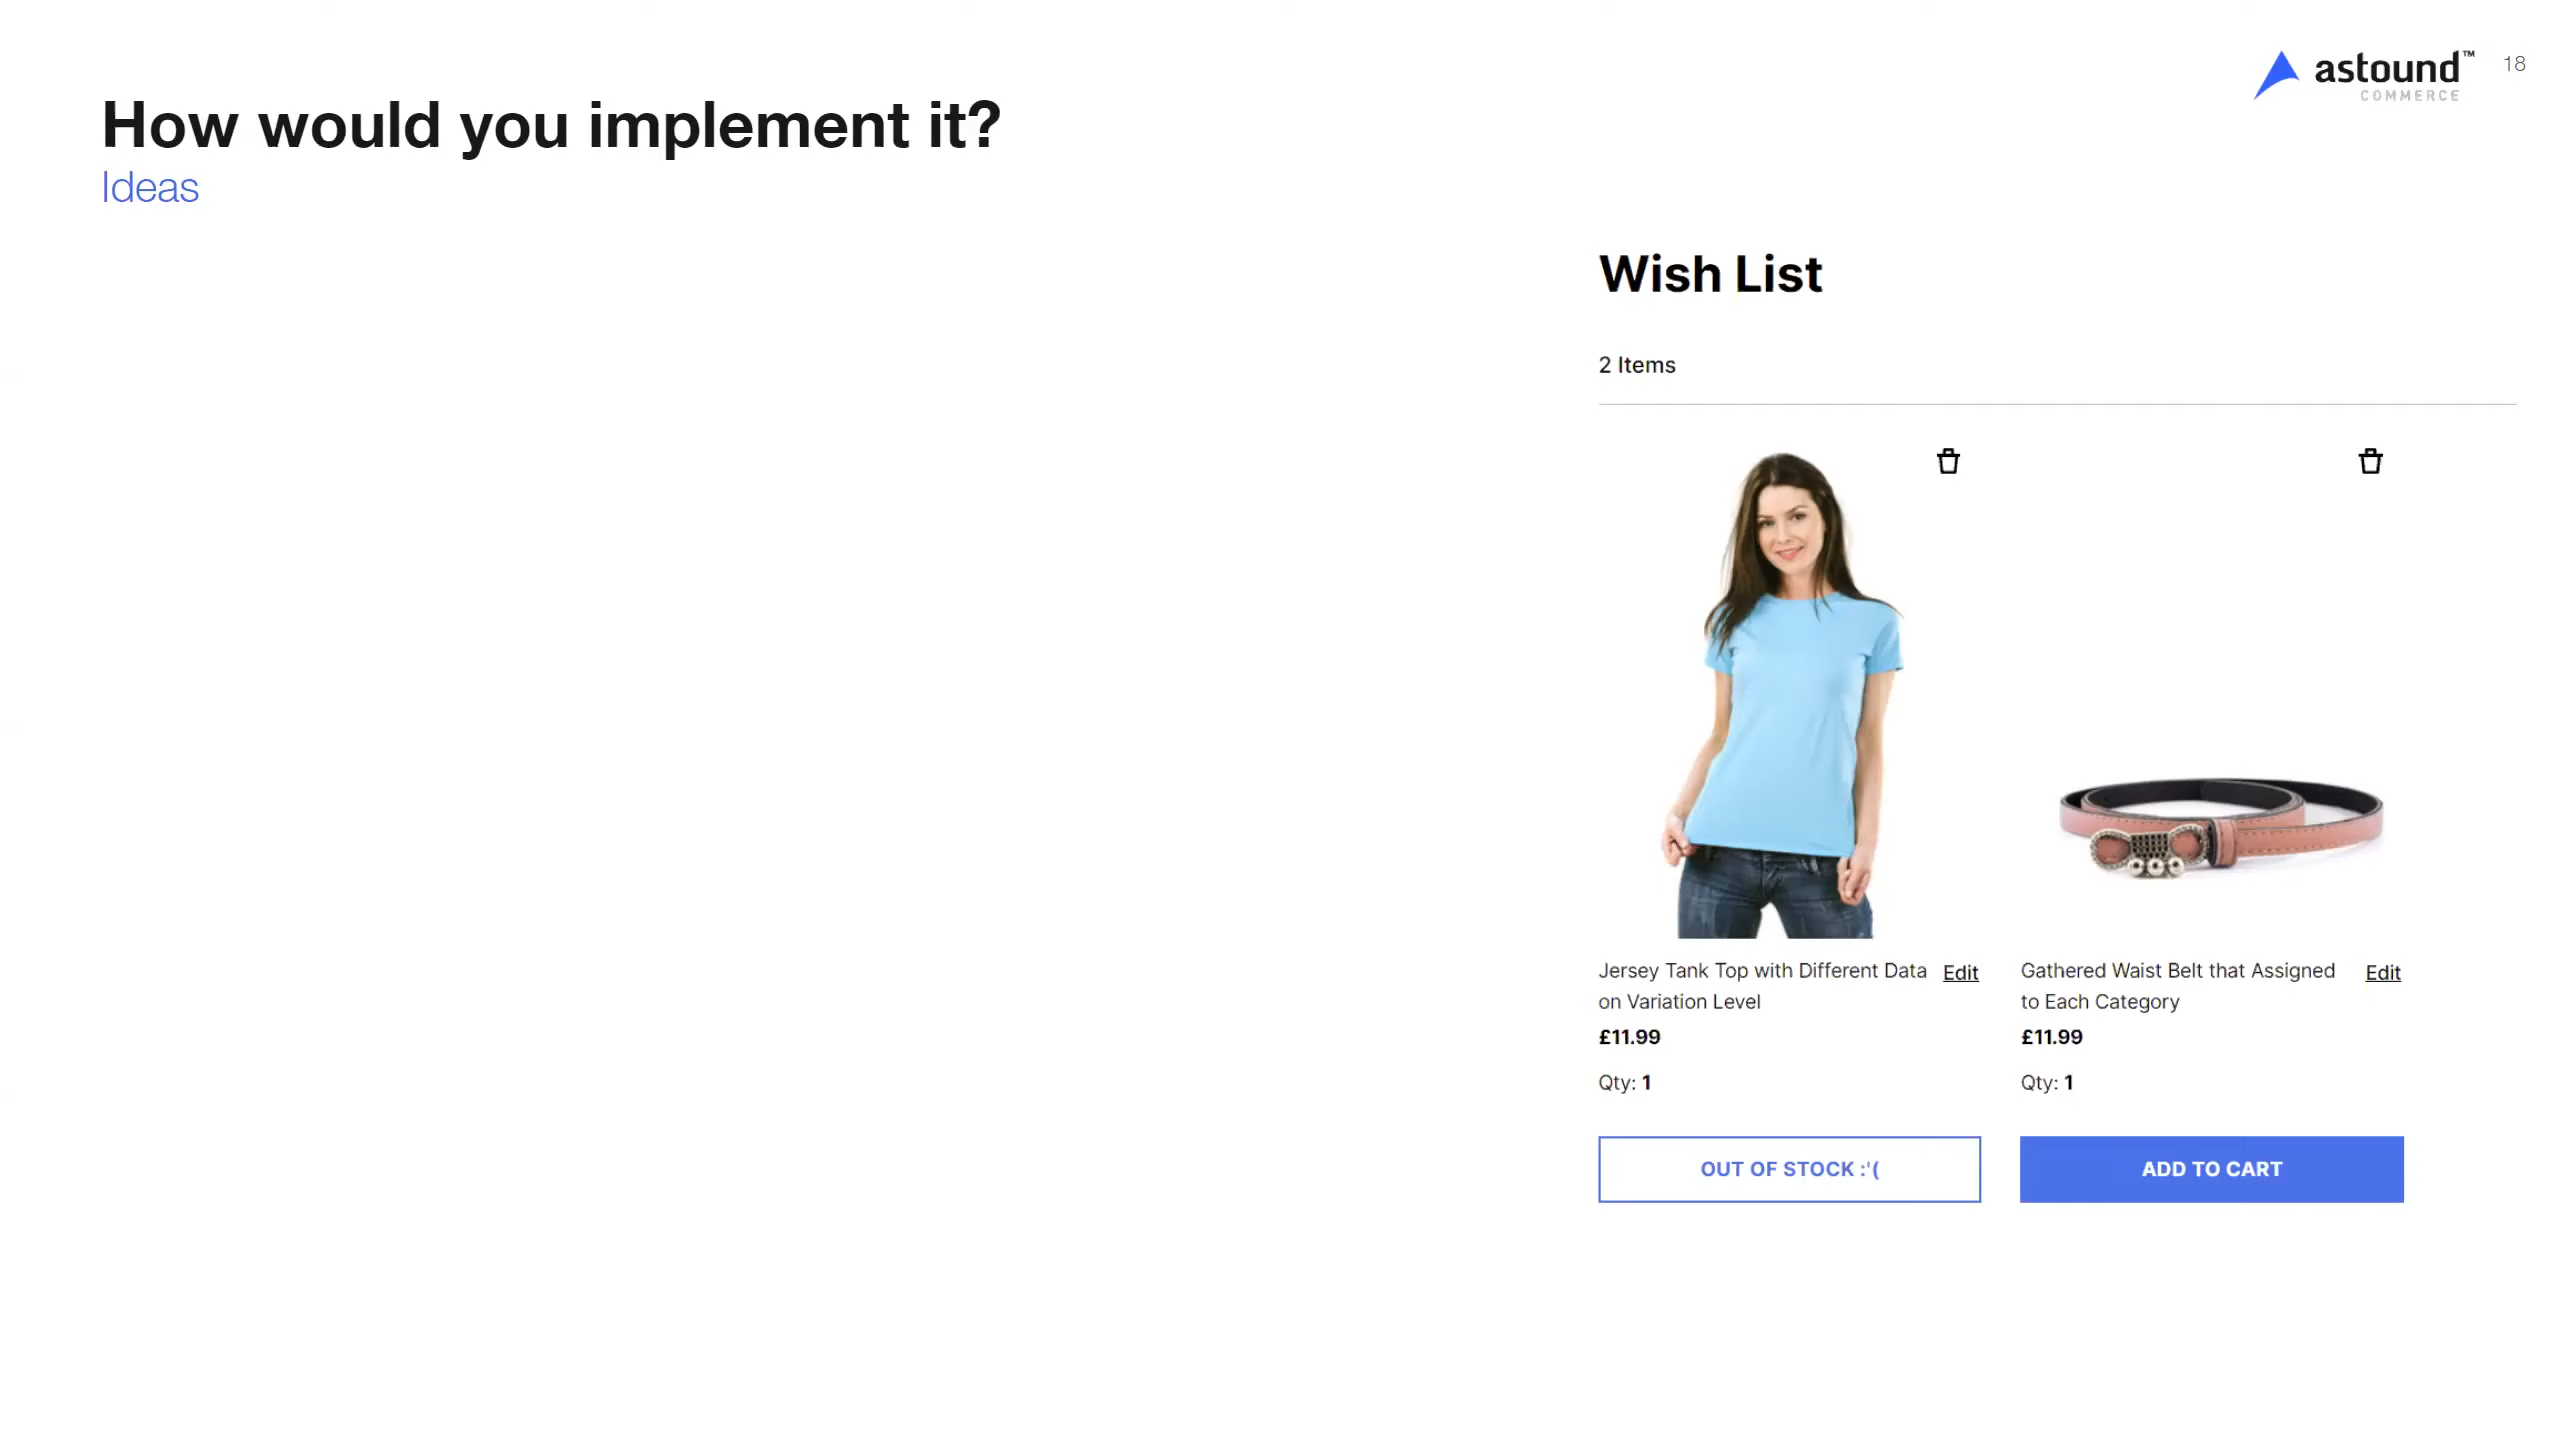 astound™
COMMERCE
18
How would you implement it?
Ideas
Wish List
2 Items
Jersey Tank Top with Different Data
on Variation Level
Edit
£11.99
Qty: 1
OUT OF STOCK :'(
Gathered Waist Belt that Assigned
to Each Category
Edit
£11.99
Qty: 1
ADD TO CART